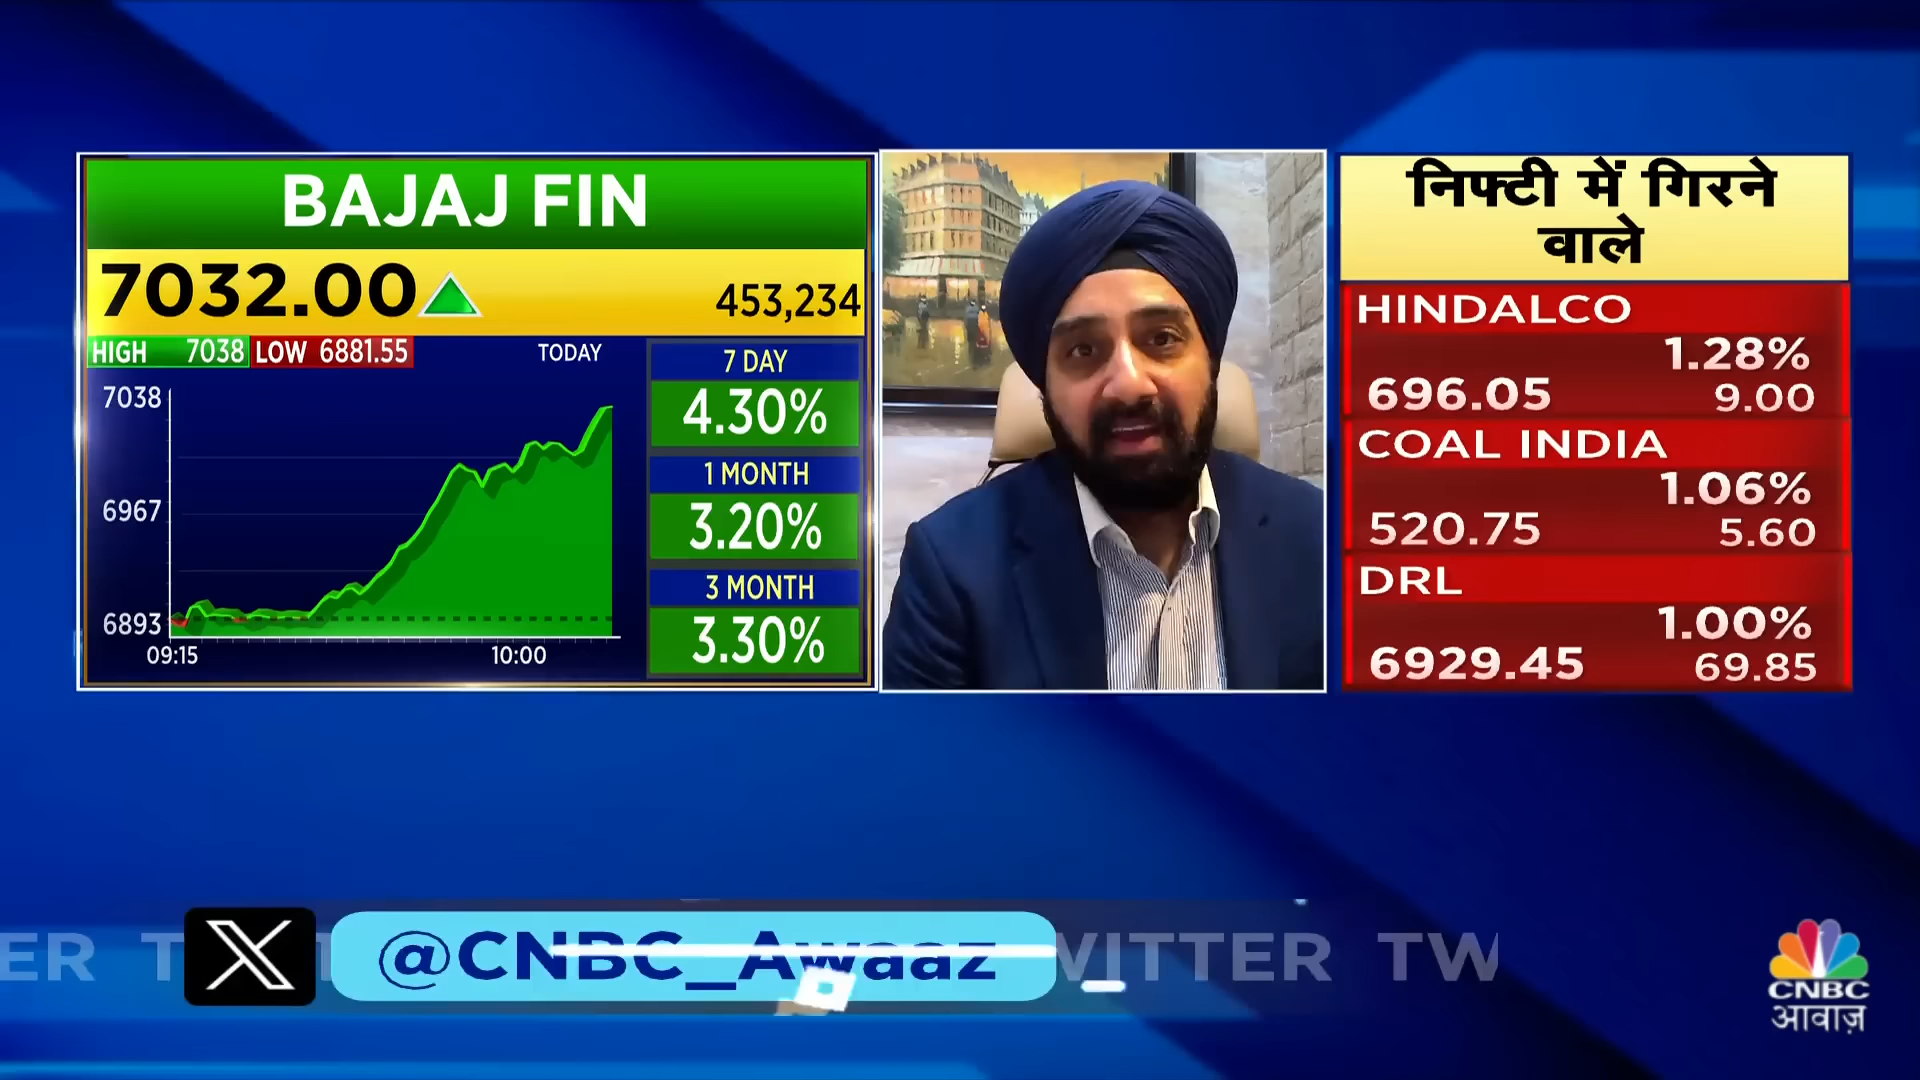 BAJAJ FIN
7032.00
453,234
HIGH 7038 LOW 6881.55
TODAY
7038
6967
6893
09:15 10:00
7 DAY
4.30%
1 MONTH
3.20%
3 MONTH
3.30%
निफ्टी में गिरने
वाले
HINDALCO
1.28%
696.05 9.00
COAL INDIA
1.06%
520.75 5.60
DRL
1.00%
6929.45 69.85
@CNBC_Awaaz
CNBC
आवाज़